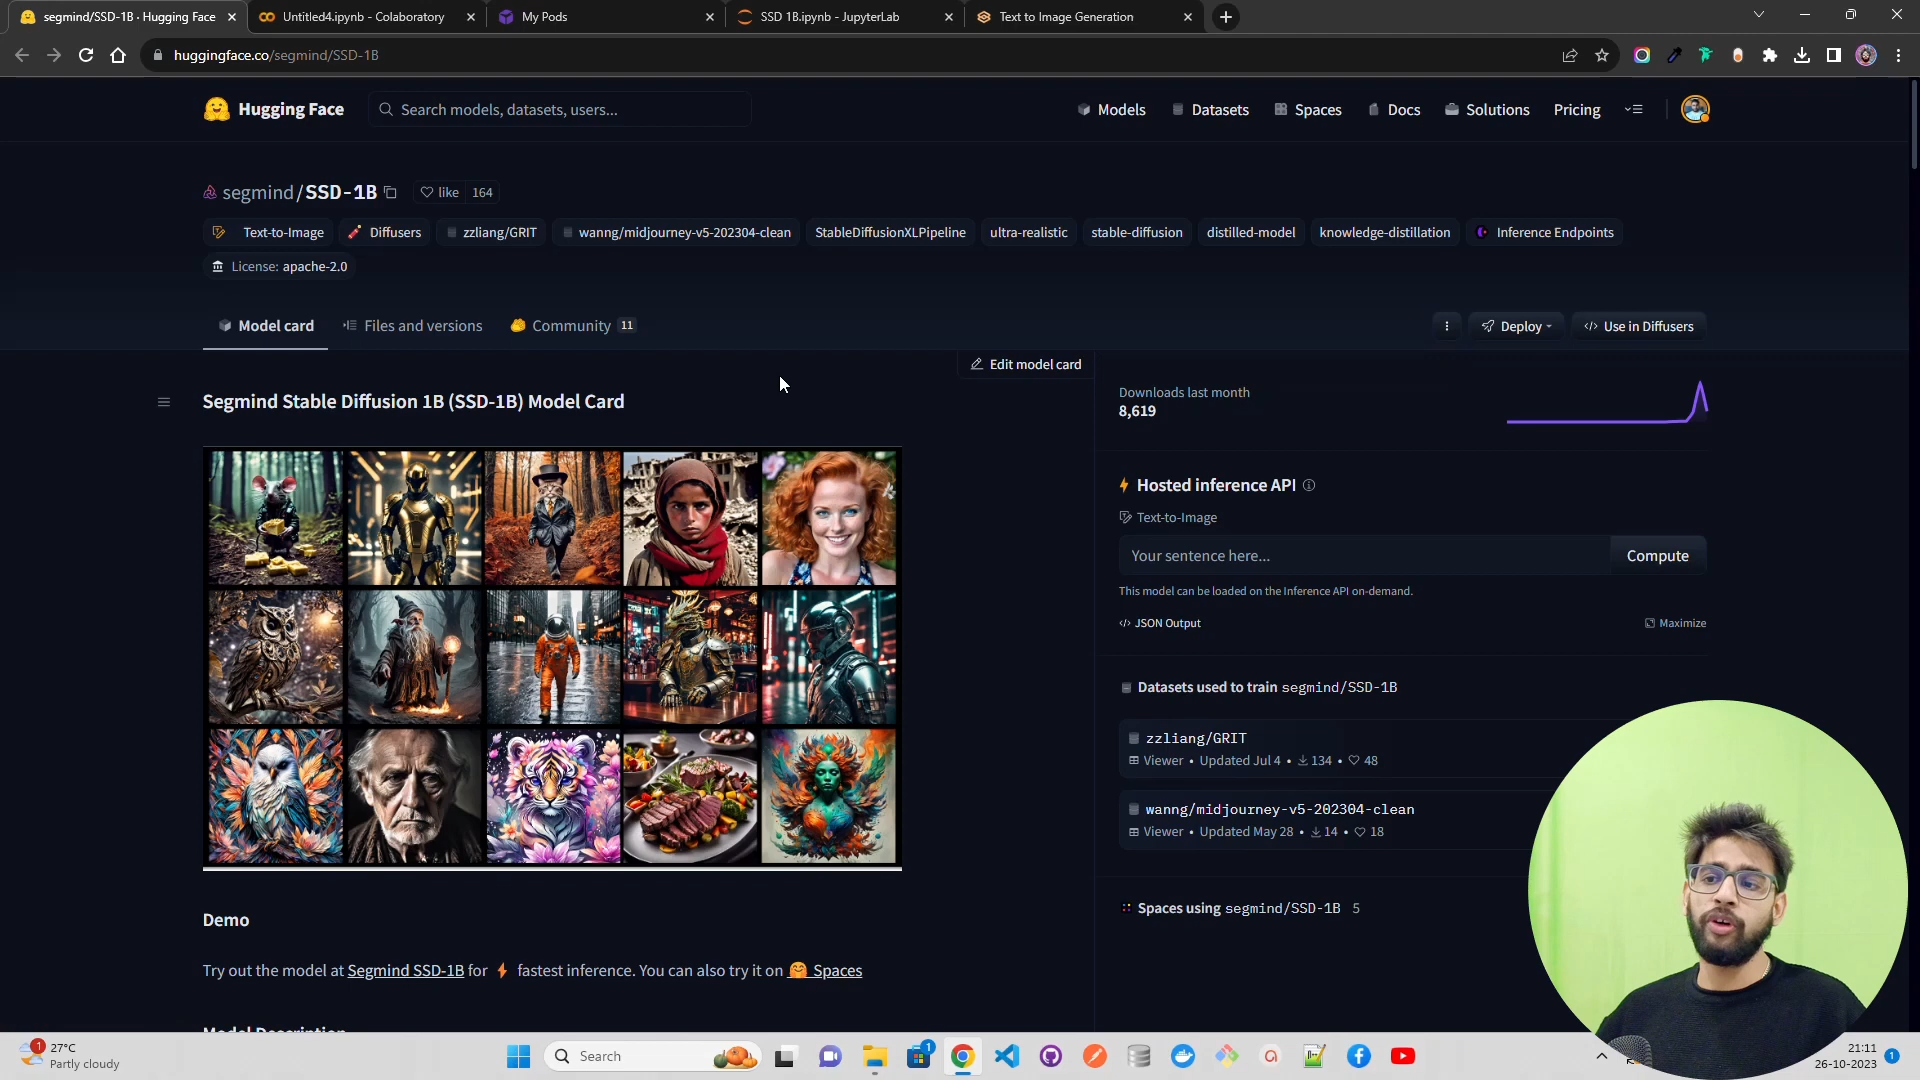 segmind/SSD-1B · Hugging Face
Untitled4.ipynb - Colaboratory
My Pods
SSD 1B.ipynb - JupyterLab
Text to Image Generation
huggingface.co/segmind/SSD-1B
Hugging Face
Search models, datasets, users...
Models
Datasets
Spaces
Docs
Solutions
Pricing
segmind/SSD-1B
like 164
Text-to-Image
Diffusers
zzliang/GRIT
wanng/midjourney-v5-202304-clean
StableDiffusionXLPipeline
ultra-realistic
stable-diffusion
distilled-model
knowledge-distillation
Inference Endpoints
License: apache-2.0
Model card
Files and versions
Community 11
Deploy
</> Use in Diffusers
Edit model card
Segmind Stable Diffusion 1B (SSD-1B) Model Card
Downloads last month
8,619
Hosted inference API
Text-to-Image
Your sentence here...
Compute
This model can be loaded on the Inference API on-demand.
</> JSON Output
Maximize
Datasets used to train segmind/SSD-1B
zzliang/GRIT
Viewer • Updated Jul 4 • 134 • 48
wanng/midjourney-v5-202304-clean
Viewer • Updated May 28 • 14 • 18
Spaces using segmind/SSD-1B 5
Demo
Try out the model at Segmind SSD-1B for ⚡ fastest inference. You can also try it on 🤗 Spaces
Model Description
1
27°C
Partly cloudy
Search
1
21:11
26-10-2023
1